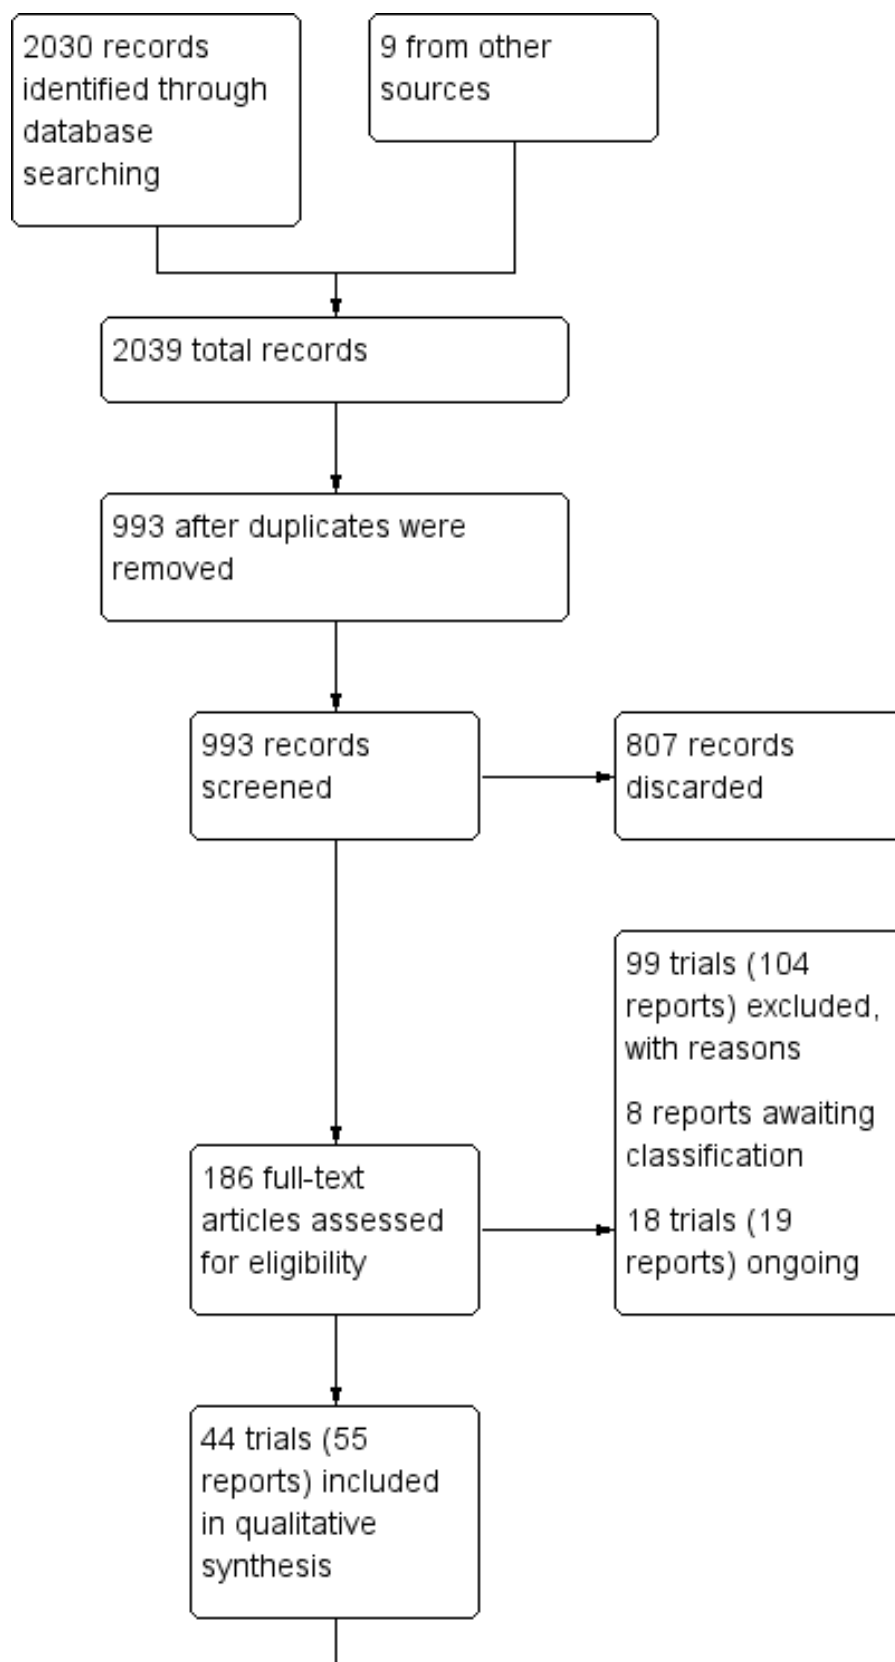 2030 records
identified through
database
searching
9 from other
sources
2039 total records
993 after duplicates were
removed
993 records
screened
807 records
discarded
99 trials (104
reports) excluded,
with reasons
8 reports awaiting
classification
18 trials (19
reports) ongoing
186 full-text
articles assessed
for eligibility
44 trials (55
reports) included
in qualitative
synthesis